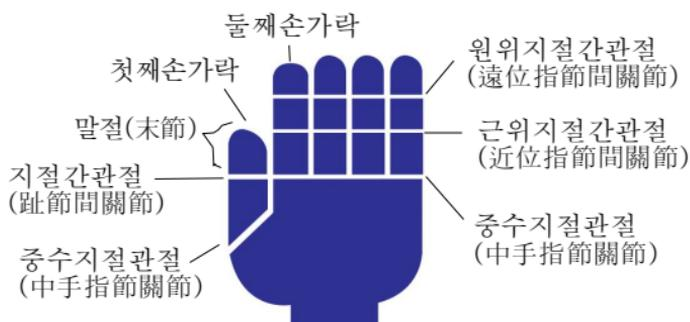 둘째손가락
첫째손가락
말절(末節)
지절간관절
(趾節間關節)
중수지절관절
(中手指節關節)
원위지절간관절
(遠位指節間關節)
근위지절간관절
(近位指節間關節)
중수지절관절
(中手指節關節)